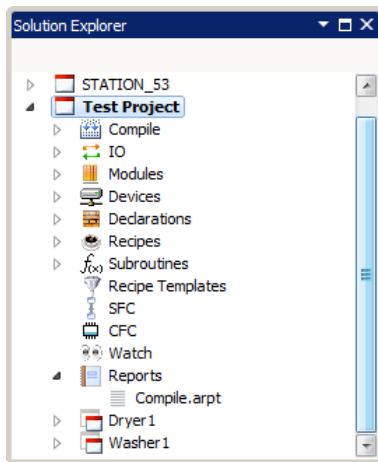 Solution Explorer
STATION_53
Test Project
Compile
IO
Modules
Devices
Declarations
Recipes
f(x) Subroutines
Recipe Templates
SFC
CFC
Watch
Reports
Compile.arpt
Dryer1
Washer1